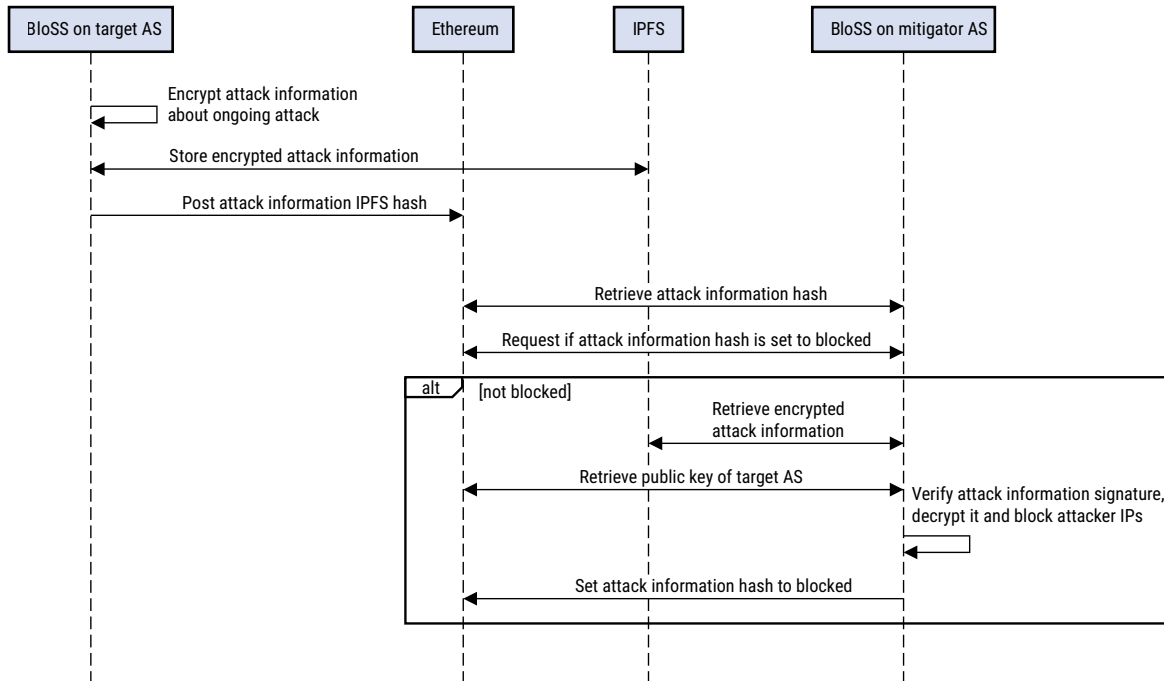 BloSS on target AS
Ethereum
IPFS
BloSS on mitigator AS
Encrypt attack information
about ongoing attack
Store encrypted attack information
Post attack information IPFS hash
Retrieve attack information hash
Request if attack information hash is set to blocked
alt
[not blocked]
Retrieve encrypted
attack information
Retrieve public key of target AS
Verify attack information signature,
decrypt it and block attacker IPs
Set attack information hash to blocked